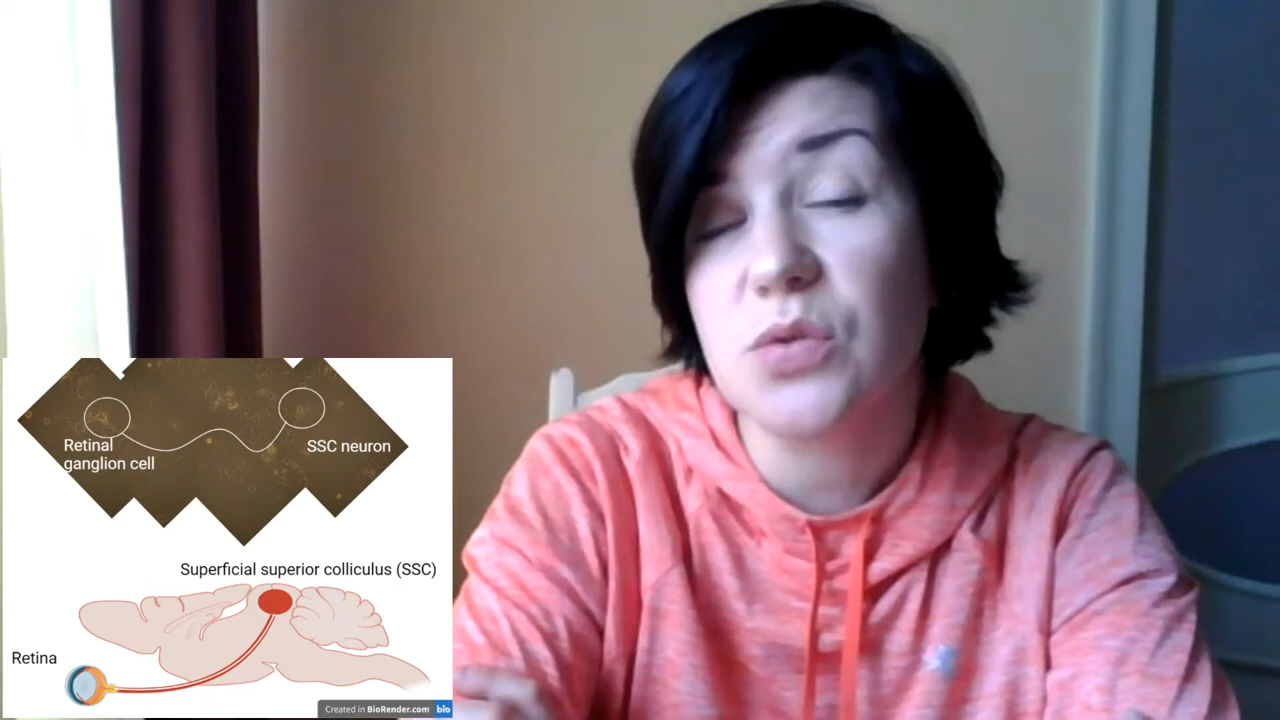 Retinal
ganglion cell
SSC neuron
Superficial superior colliculus (SSC)
Retina
Created in BioRender.com bio